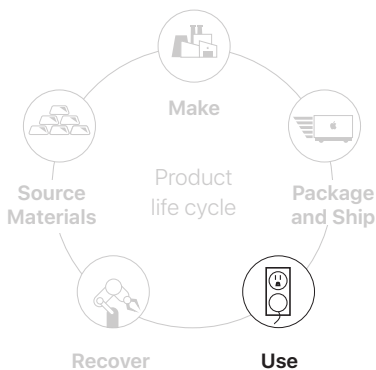 Make
Source
Materials
Product
life cycle
Package
and Ship
Recover
Use